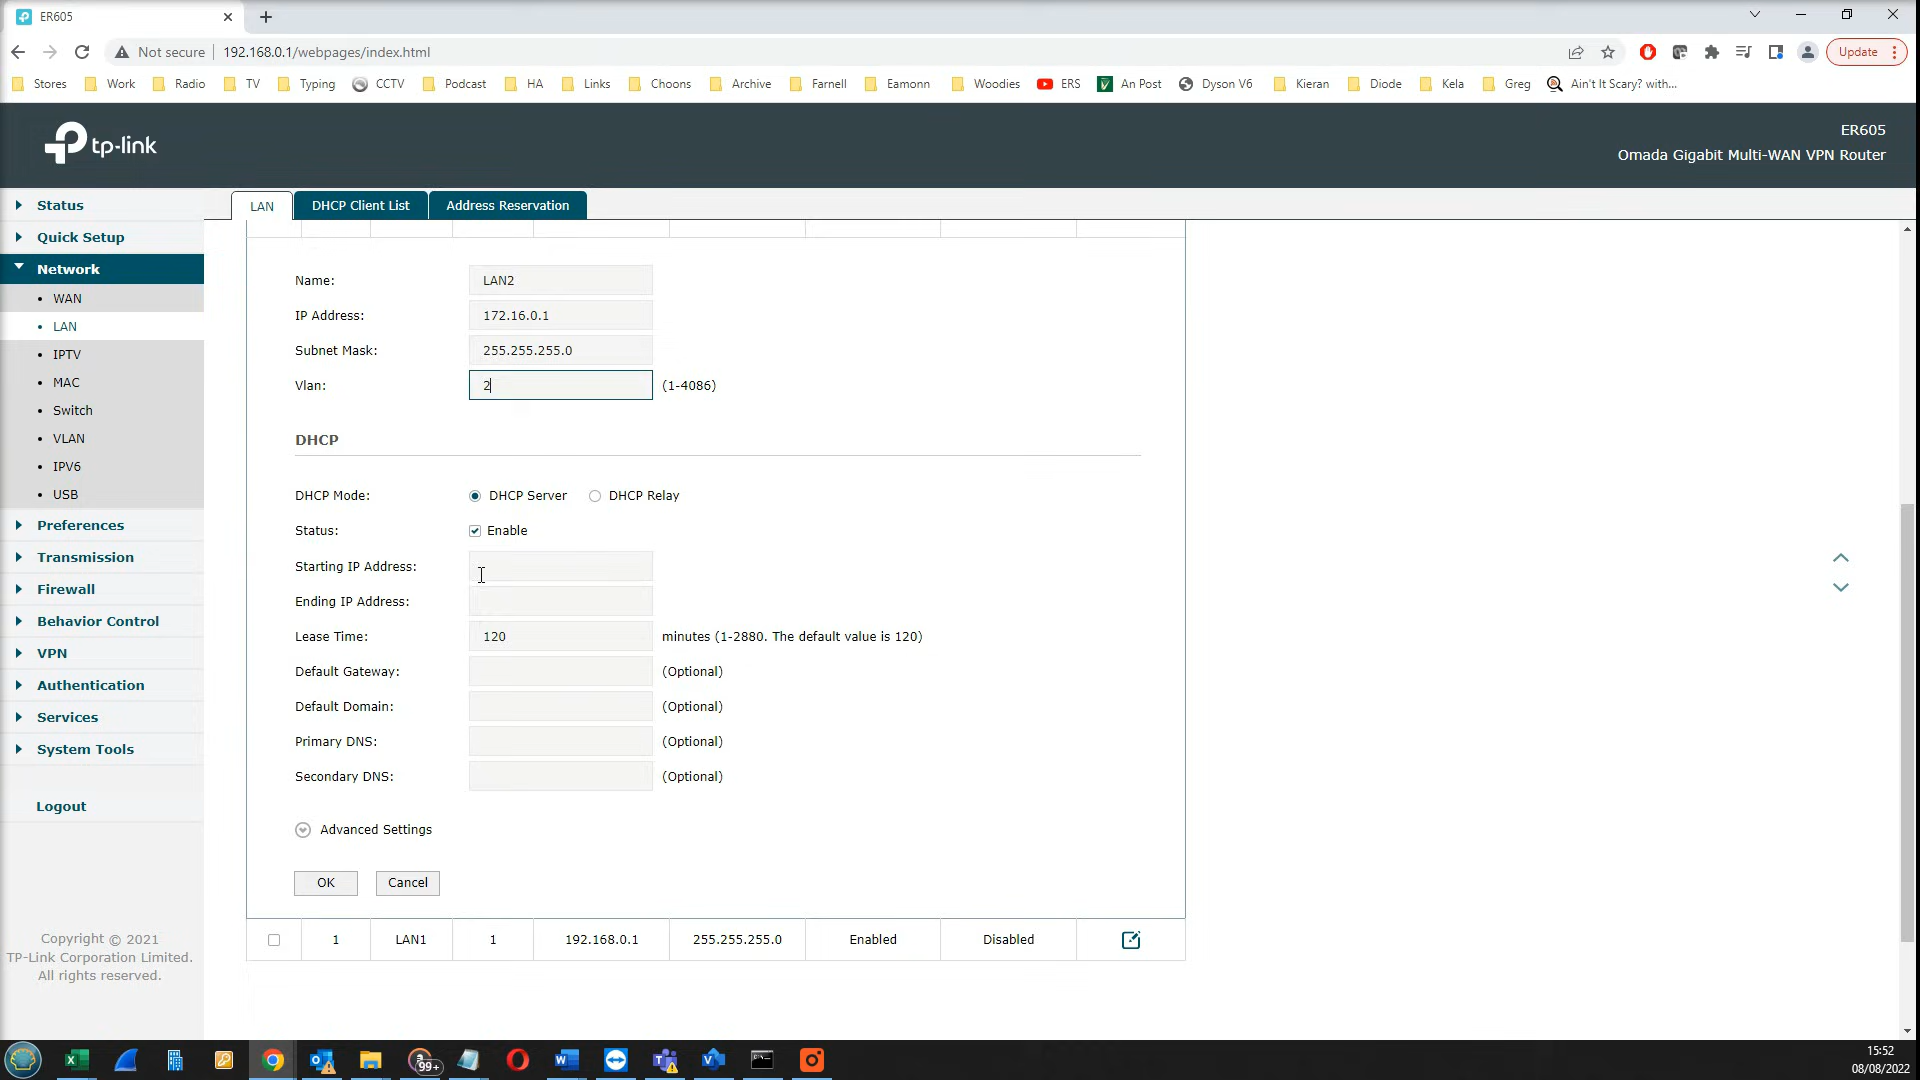 ER605
Not secure 192.168.0.1/webpages/index.html Update
Stores Work Radio TV Typing CCTV Podcast HA Links Choons Archive Farnell Eamonn Woodies ERS An Post Dyson V6 Kieran Diode Kela Greg Ain't It Scary? with...
tp-link
ER605
Omada Gigabit Multi-WAN VPN Router
LAN DHCP Client List Address Reservation
Status
Quick Setup
Network
WAN
LAN
IPTV
MAC
Switch
VLAN
IPV6
USB
Preferences
Transmission
Firewall
Behavior Control
VPN
Authentication
Services
System Tools
Logout
Copyright © 2021
TP-Link Corporation Limited.
All rights reserved.
Name: LAN2
IP Address: 172.16.0.1
Subnet Mask: 255.255.255.0
Vlan: 2 (1-4086)
DHCP
DHCP Mode: DHCP Server DHCP Relay
Status: Enable
Starting IP Address:
Ending IP Address:
Lease Time: 120 minutes (1-2880. The default value is 120)
Default Gateway: (Optional)
Default Domain: (Optional)
Primary DNS: (Optional)
Secondary DNS: (Optional)
Advanced Settings
OK Cancel
1 LAN1 1 192.168.0.1 255.255.255.0 Enabled Disabled
99+
15:52
08/08/2022